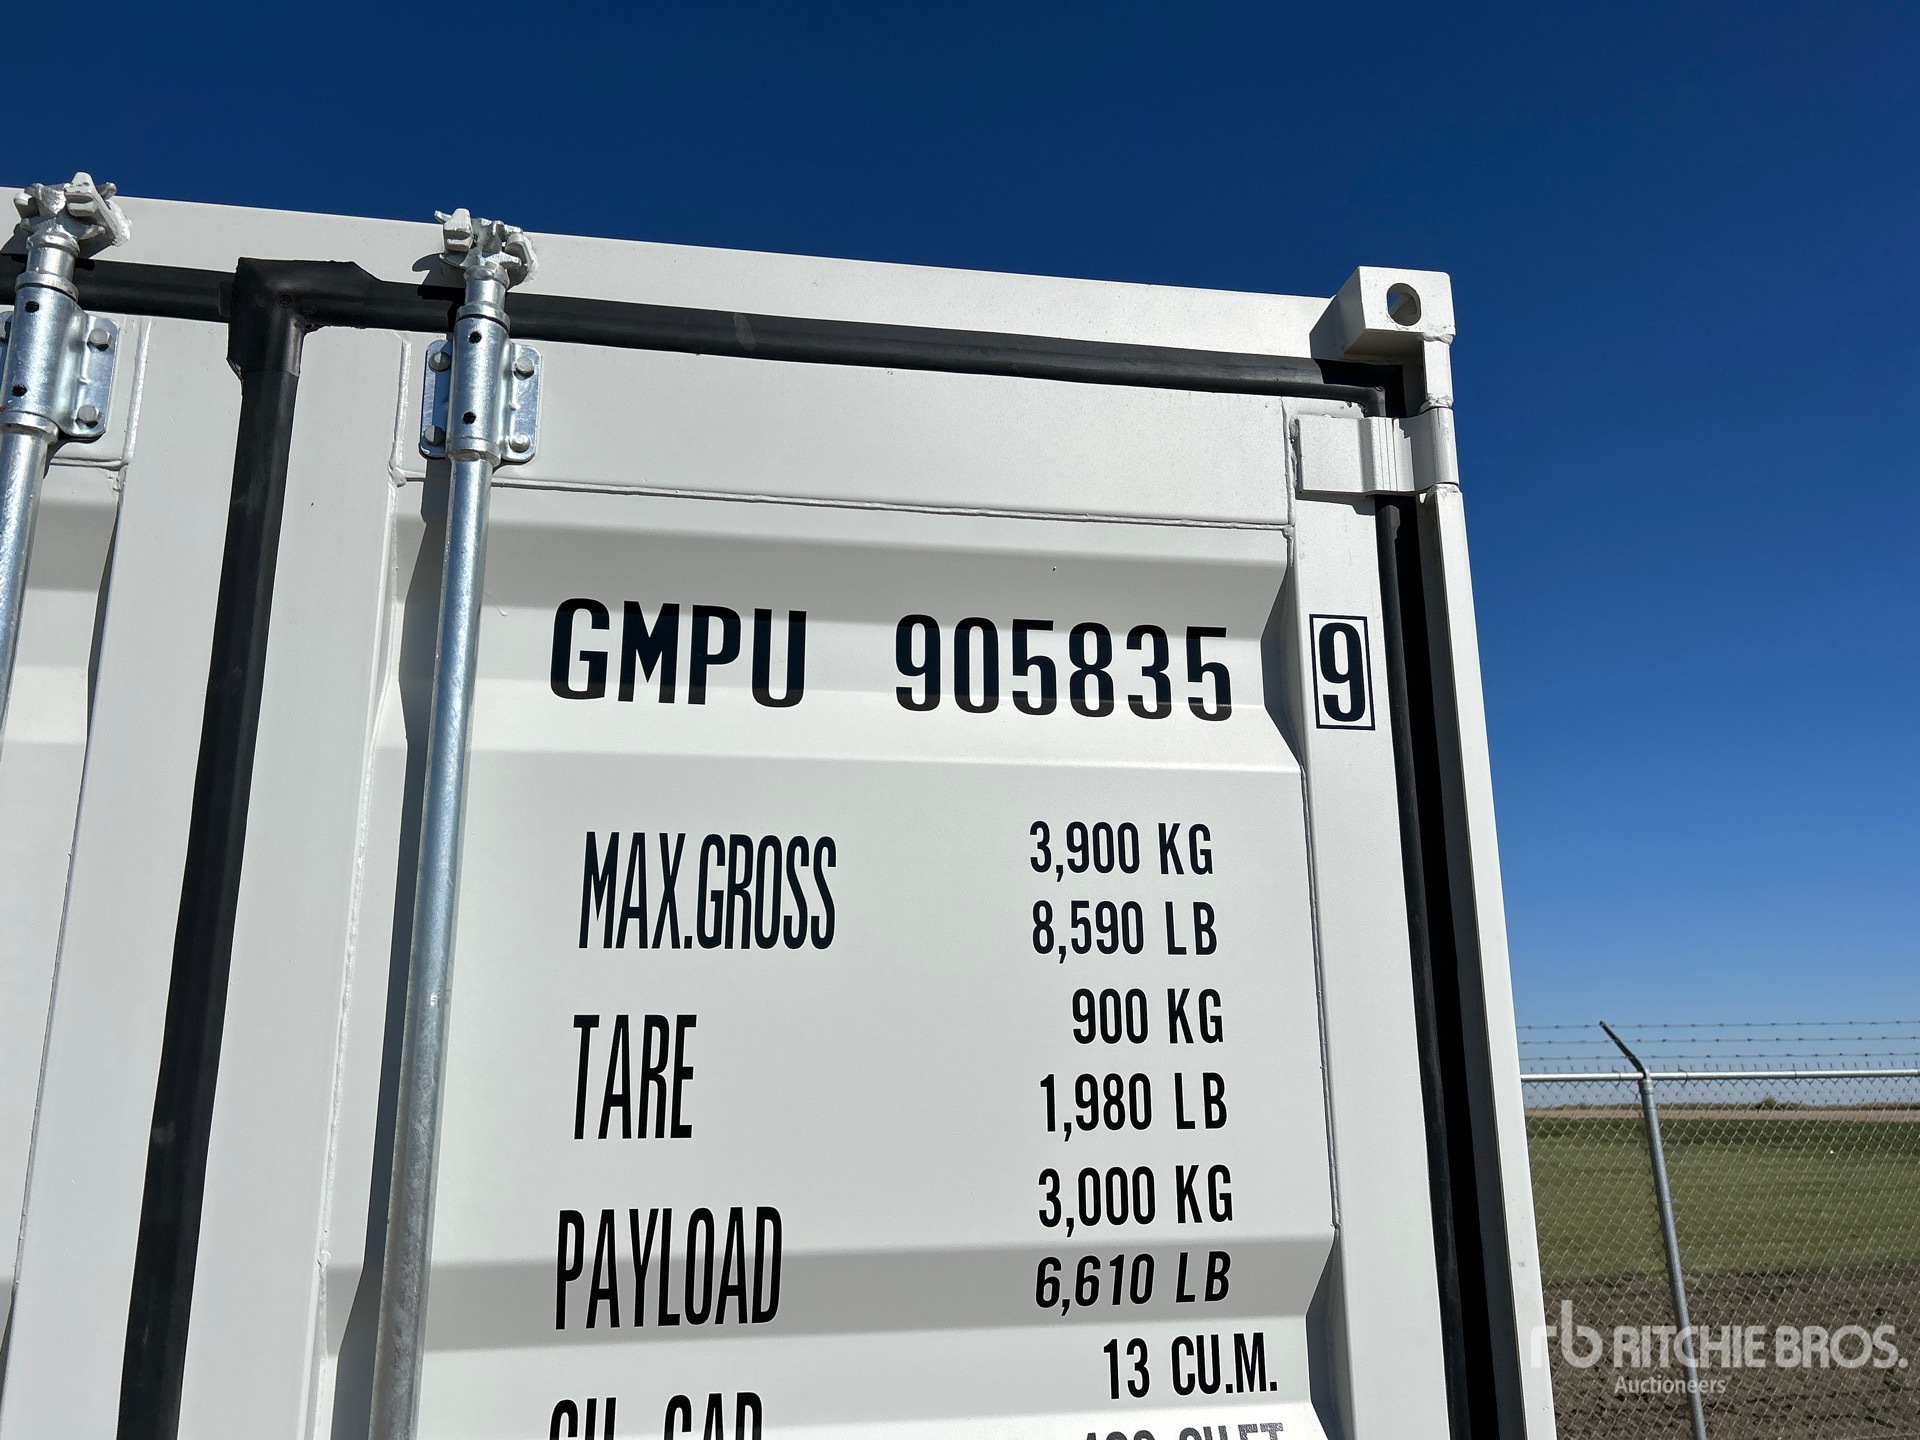 GMPU 905835 9
MAX.GROSS 3,900 KG
8,590 LB
TARE 900 KG
1,980 LB
PAYLOAD 3,000 KG
6,610 LB
13 CU.M.
rb RITCHIE BROS.
Auctioneers